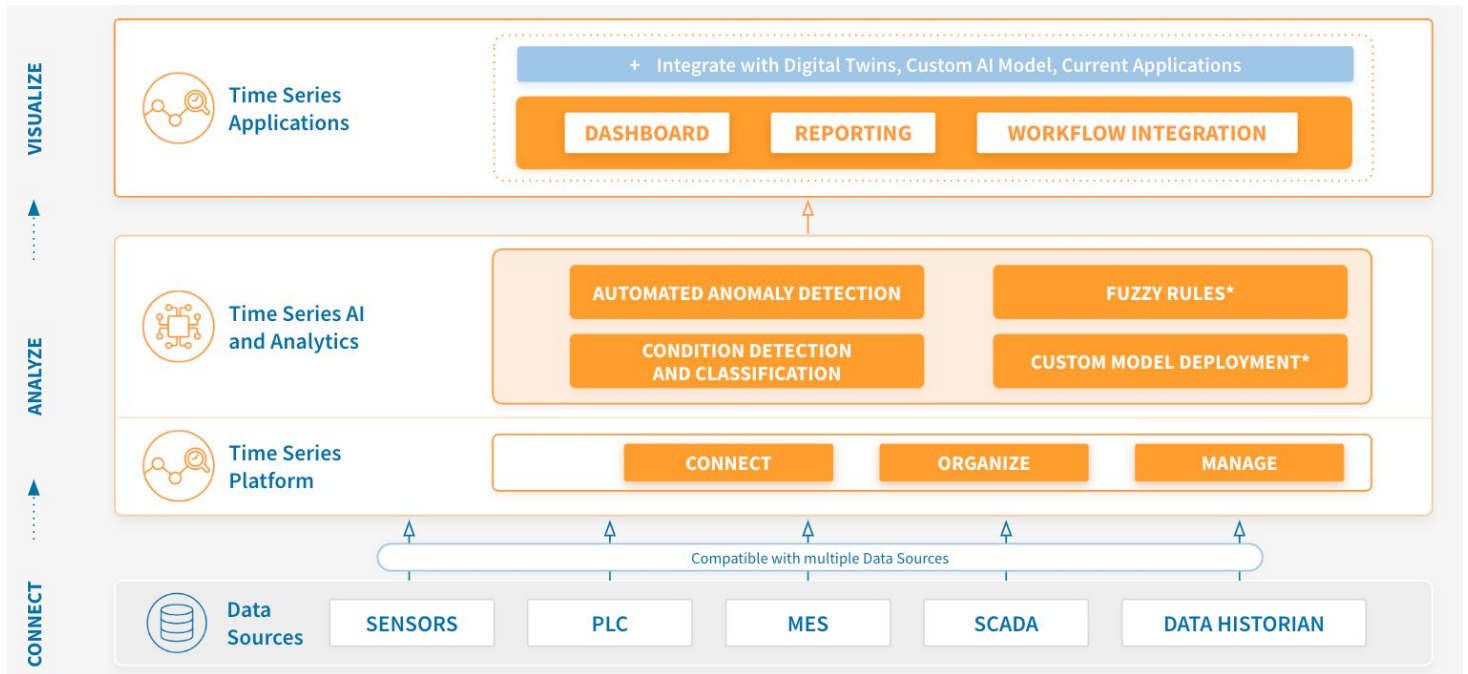 VISUALIZE
Time Series
Applications
+ Integrate with Digital Twins, Custom AI Model, Current Applications
DASHBOARD
REPORTING
WORKFLOW INTEGRATION
ANALYZE
Time Series AI
and Analytics
AUTOMATED ANOMALY DETECTION
FUZZY RULES*
CONDITION DETECTION
AND CLASSIFICATION
CUSTOM MODEL DEPLOYMENT*
Time Series
Platform
CONNECT
ORGANIZE
MANAGE
Compatible with multiple Data Sources
CONNECT
Data
Sources
SENSORS
PLC
MES
SCADA
DATA HISTORIAN